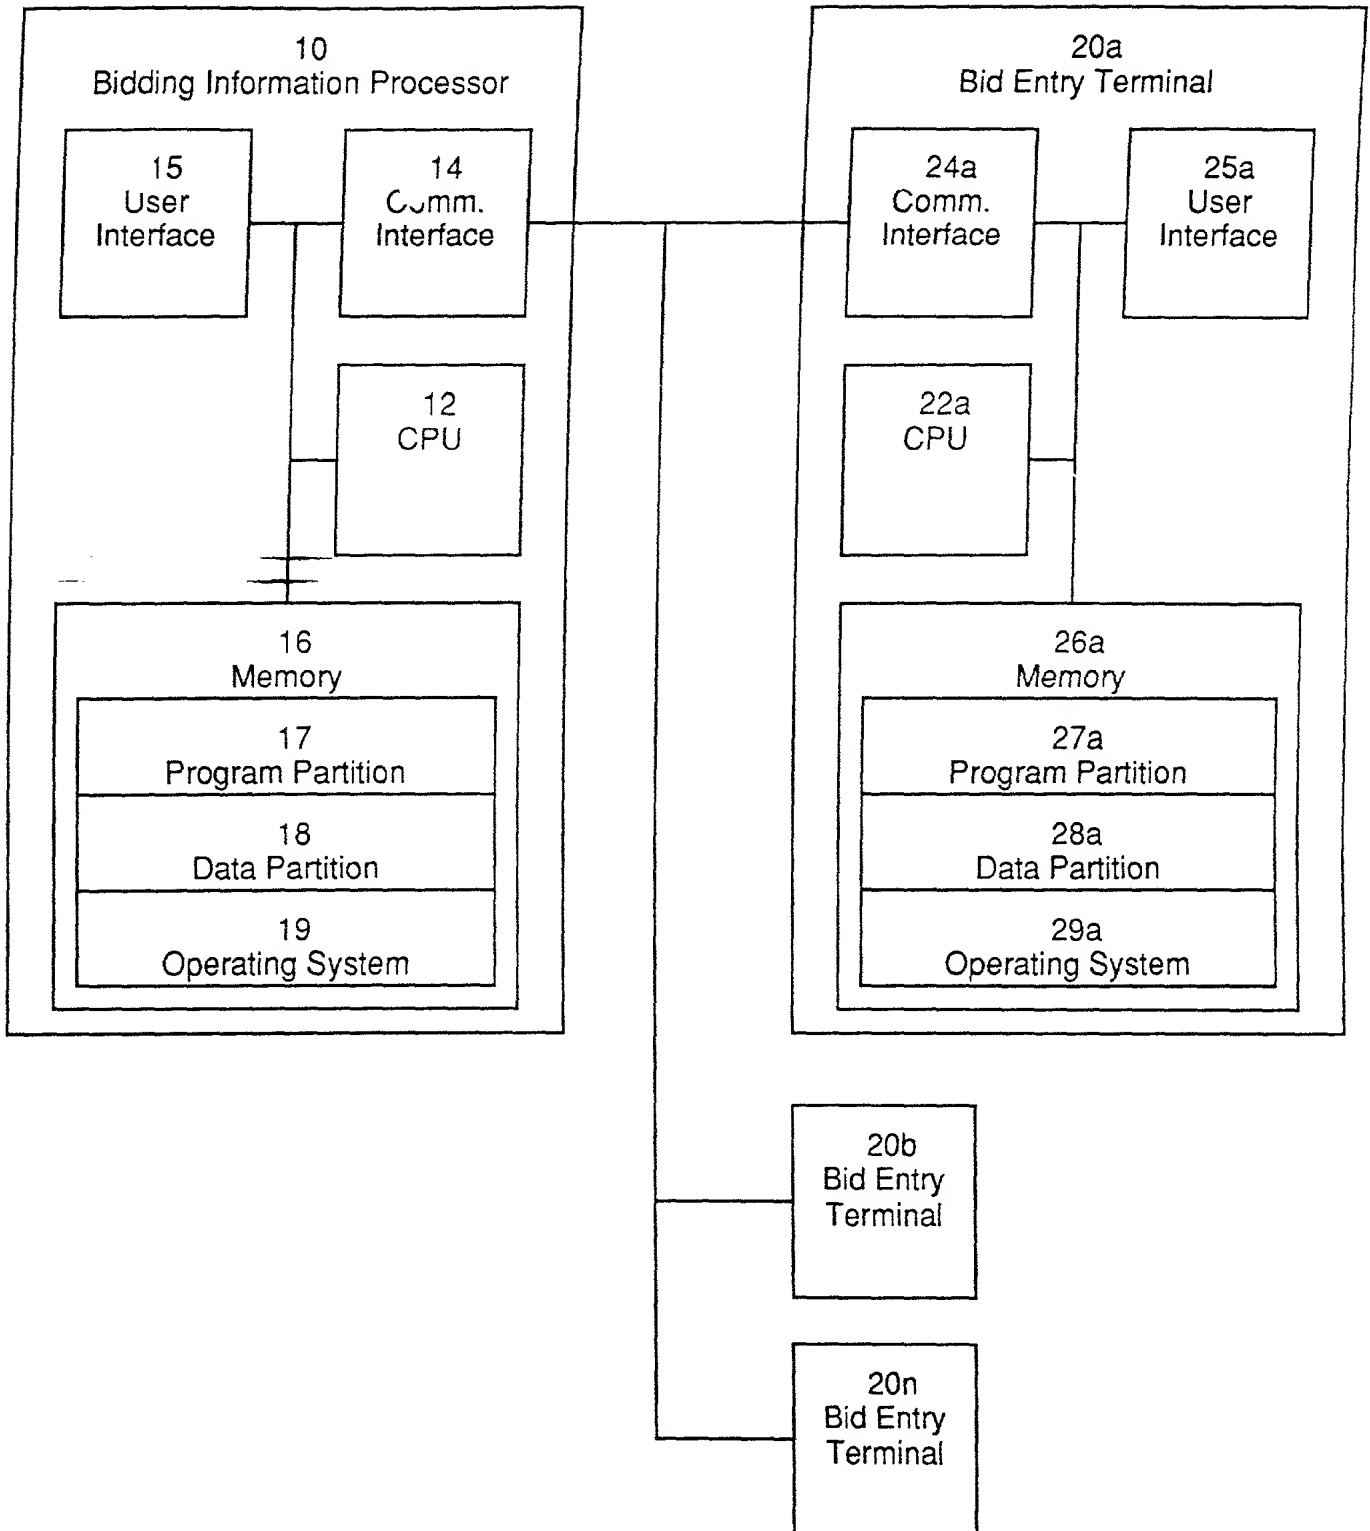 10
Bidding Information Processor
15
User
Interface
14
Comm.
Interface
12
CPU
16
Memory
17
Program Partition
18
Data Partition
19
Operating System
20a
Bid Entry Terminal
24a
Comm.
Interface
25a
User
Interface
22a
CPU
26a
Memory
27a
Program Partition
28a
Data Partition
29a
Operating System
20b
Bid Entry
Terminal
20n
Bid Entry
Terminal